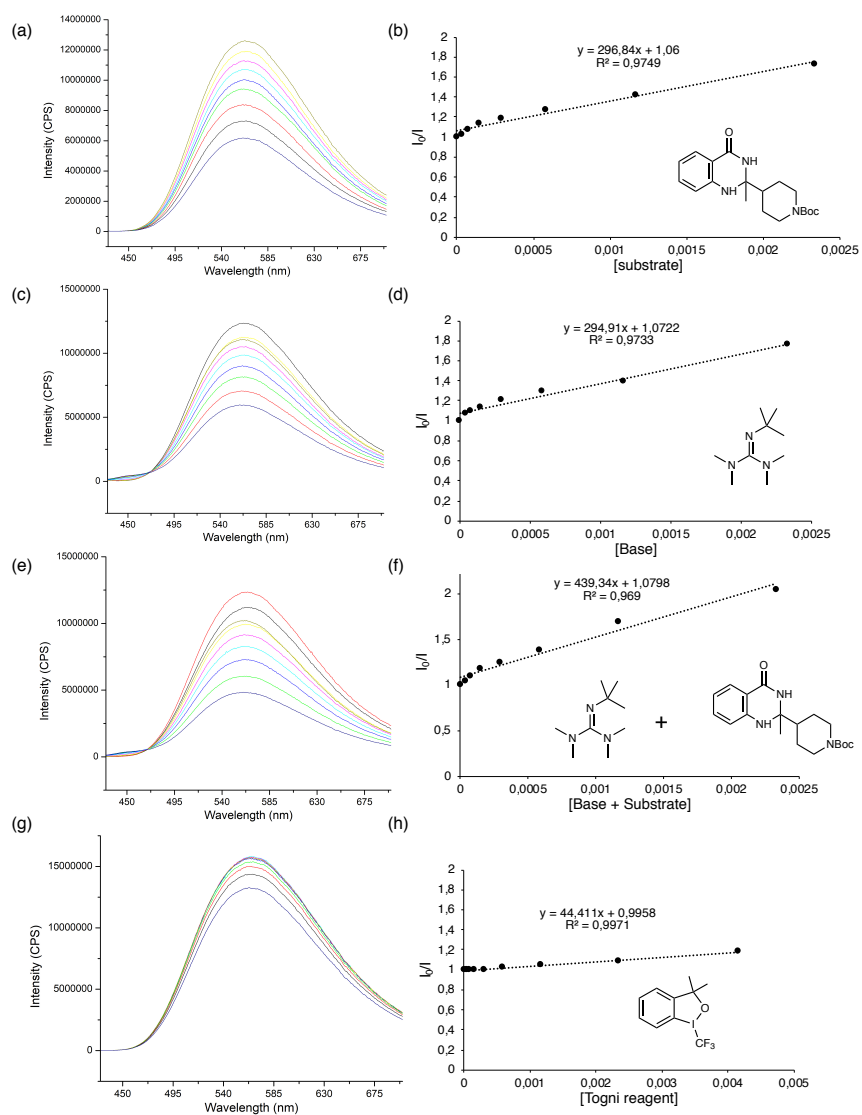 (a)
14000000
12000000
10000000
8000000
6000000
4000000
2000000
0
Intensity (CPS)
450 495 540 585 630 675
Wavelength (nm)
(b)
2
1,8
1,6
1,4
1,2
1
0,8
0,6
0,4
0,2
0
I0/I
y = 296,84x + 1,06
R² = 0,9749
O
NH
NH
NBoc
0 0,0005 0,001 0,0015 0,002 0,0025
[substrate]
(c)
15000000
10000000
5000000
0
Intensity (CPS)
450 495 540 585 630 675
Wavelength (nm)
(d)
2
1,8
1,6
1,4
1,2
1
0,8
0,6
0,4
0,2
0
I0/I
y = 294,91x + 1,0722
R² = 0,9733
N
N N
0 0,0005 0,001 0,0015 0,002 0,0025
[Base]
(e)
15000000
10000000
5000000
0
Intensity (CPS)
450 495 540 585 630 675
Wavelength (nm)
(f)
2
1,5
1
0,5
0
I0/I
y = 439,34x + 1,0798
R² = 0,969
N
N N
+
O
NH
NH
NBoc
0 0,0005 0,001 0,0015 0,002 0,0025
[Base + Substrate]
(g)
15000000
10000000
5000000
0
Intensity (CPS)
450 495 540 585 630 675
Wavelength (nm)
(h)
2
1,8
1,6
1,4
1,2
1
0,8
0,6
0,4
0,2
0
I0/I
y = 44,411x + 0,9958
R² = 0,9971
O
I
CF3
0 0,001 0,002 0,003 0,004 0,005
[Togni reagent]